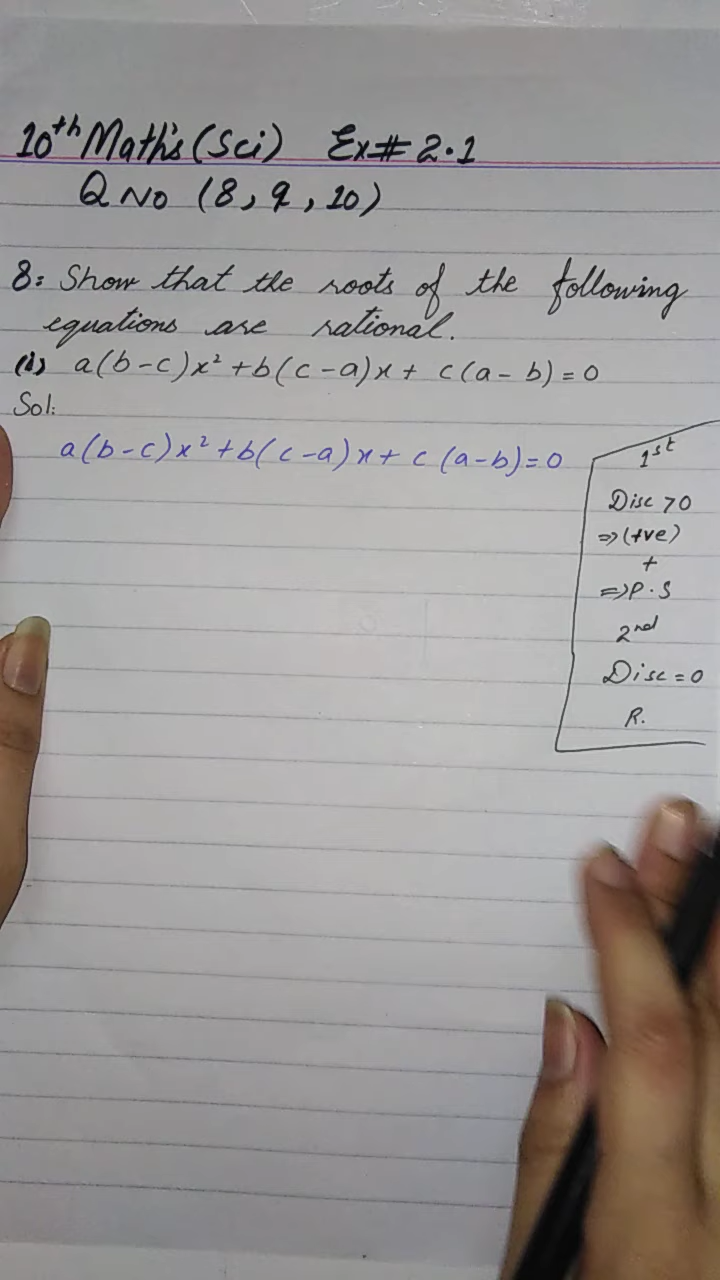 10th Math's (Sci) Ex# 2.1
Q No (8, 9, 10)
8: Show that the roots of the following
equations are rational.
(i) a(b-c)x² + b(c-a)x + c(a-b) = 0
Sol:
a(b-c)x² + b(c-a)x + c(a-b) = 0
1st
Disc > 0
⇒ (+ve)
+
⇒ P.S
2nd
Disc = 0
R.